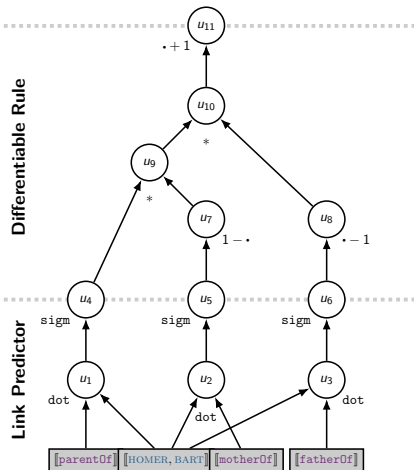 u₁₁
• + 1
u₁₀
*
u₉
*
u₇
1 − •
u₈
• − 1
Differentiable Rule
u₄
sigm
u₅
sigm
u₆
sigm
Link Predictor
u₁
dot
u₂
dot
u₃
dot
⟦parentOf⟧ ⟦HOMER, BART⟧ ⟦motherOf⟧ ⟦fatherOf⟧